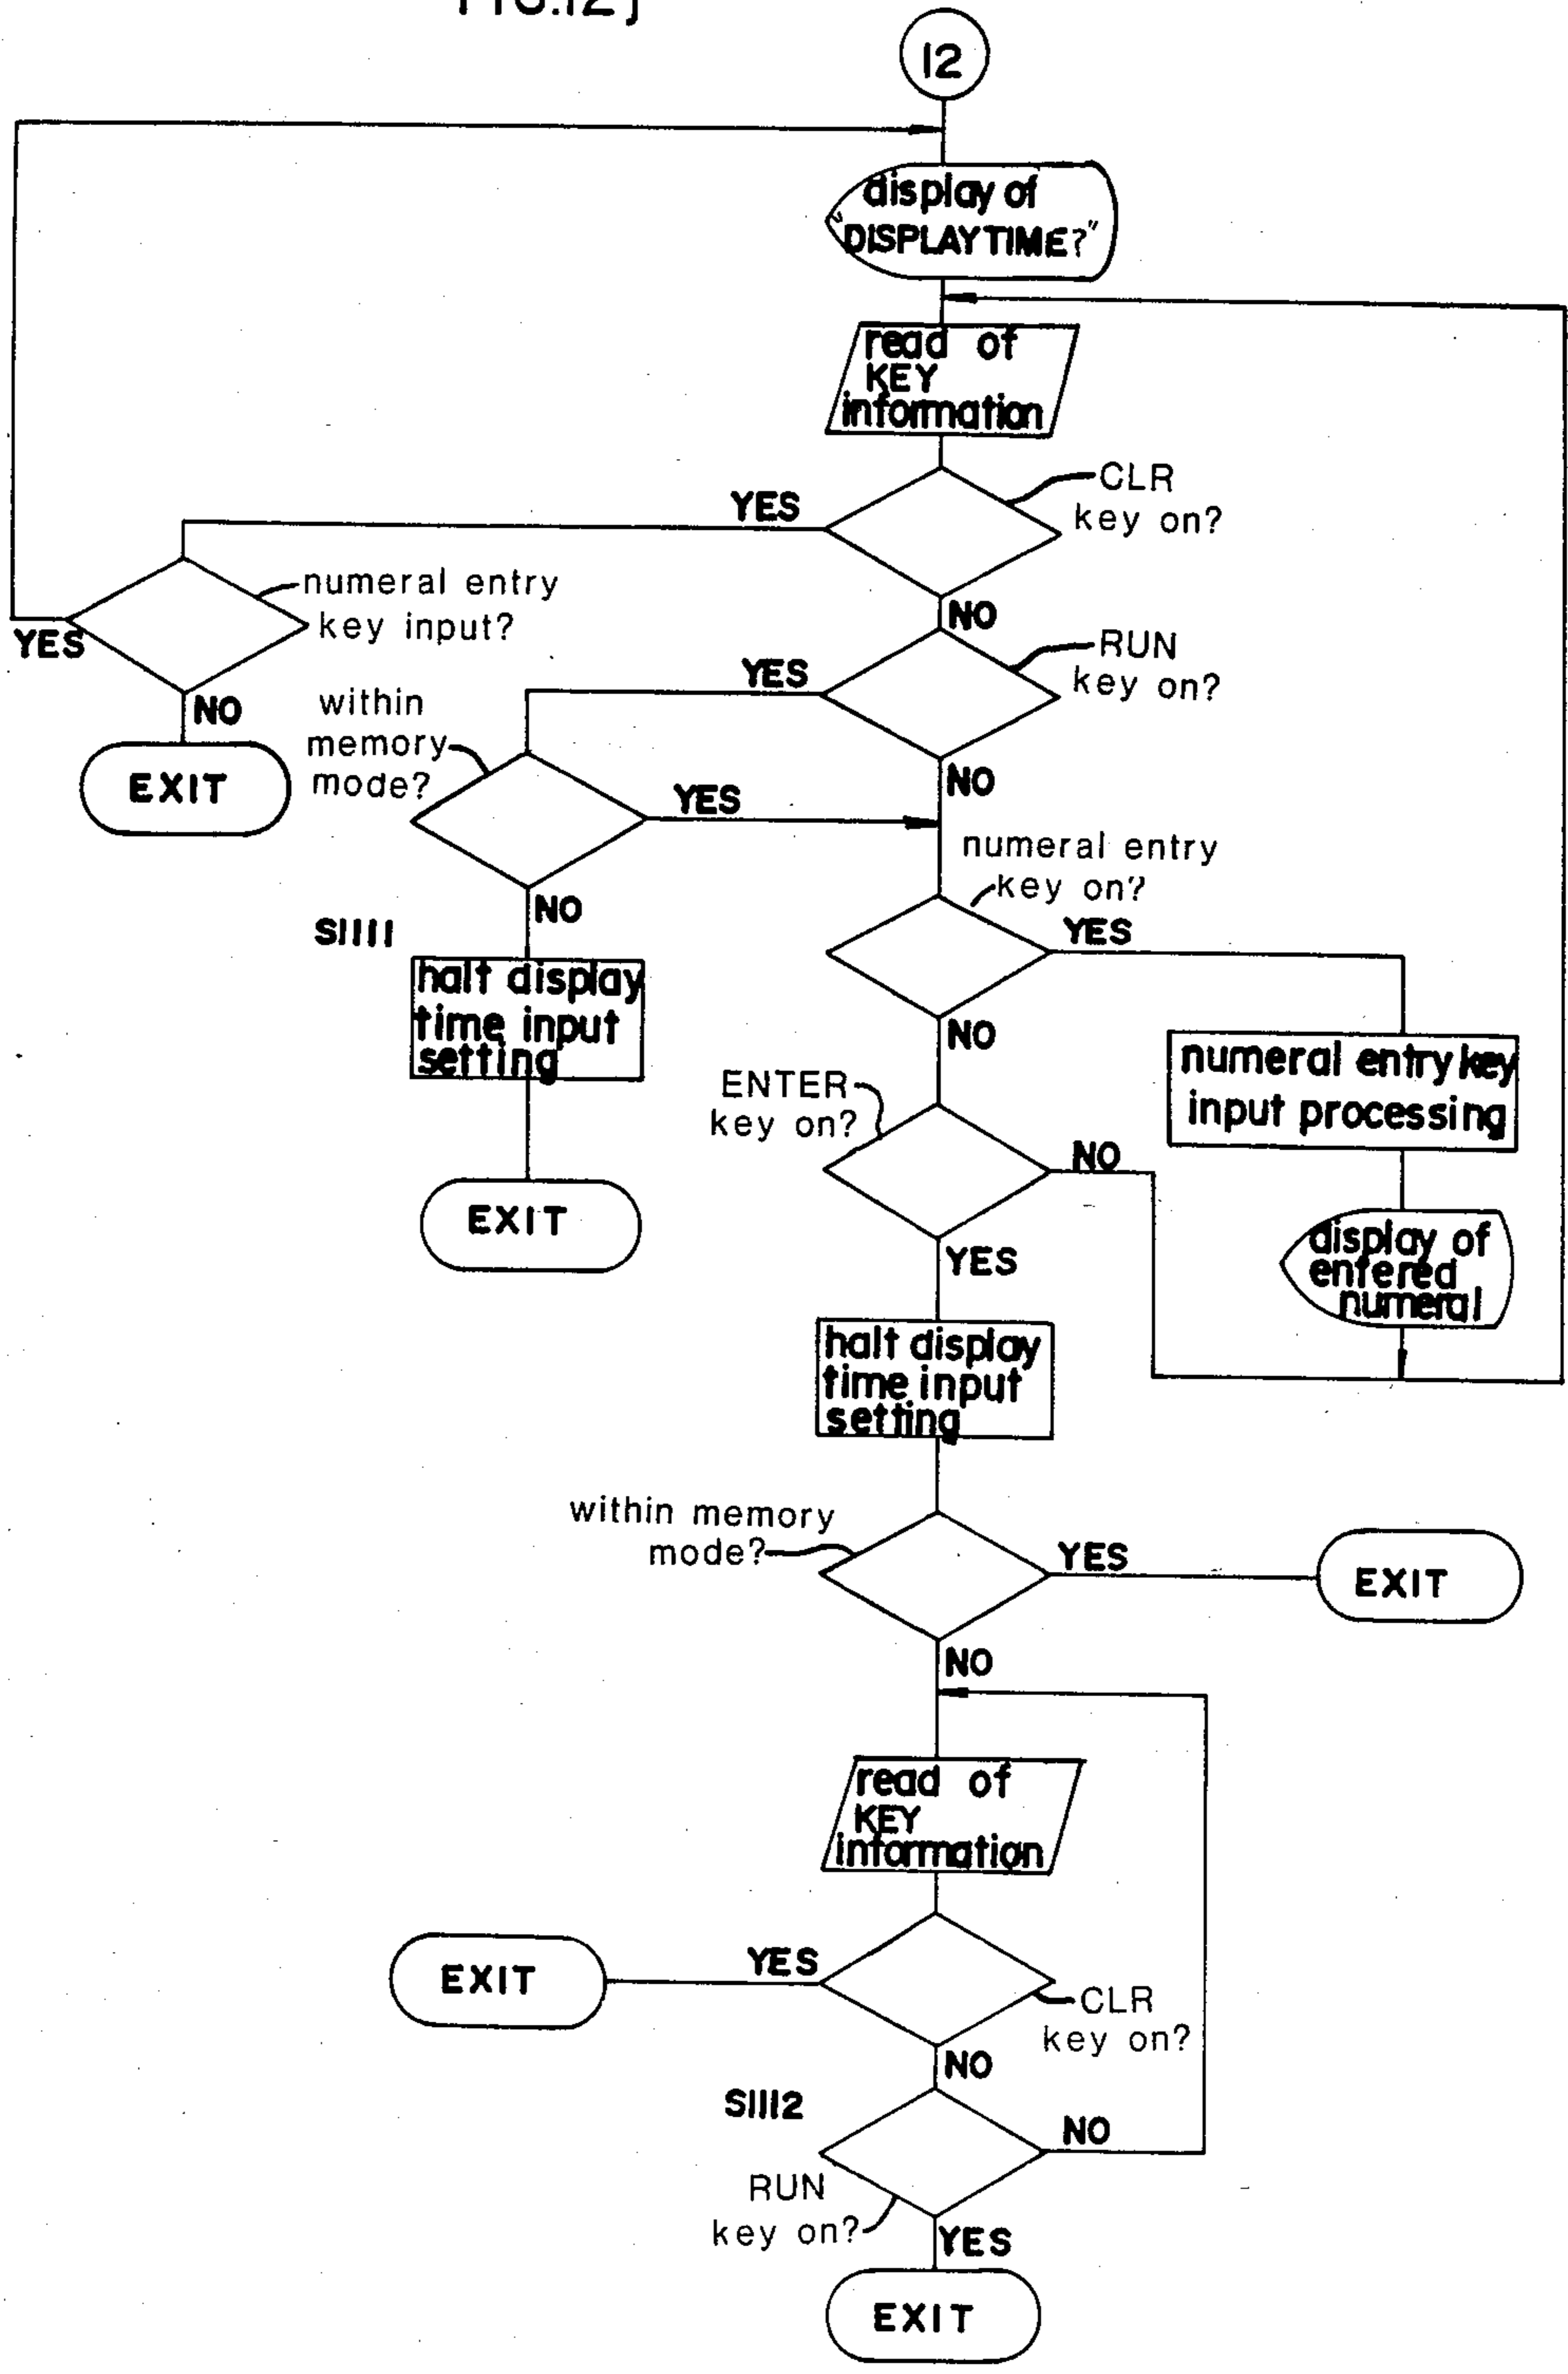 FIG.12j
12
display of
"DISPLAY TIME?"
read of
KEY
information
CLR
key on?
YES
NO
numeral entry
key input?
YES
NO
EXIT
RUN
key on?
YES
NO
within
memory
mode?
YES
NO
S1111
halt display
time input
setting
EXIT
numeral entry
key on?
YES
NO
numeral entry key
input processing
display of
entered
numeral
ENTER
key on?
NO
YES
halt display
time input
setting
within memory
mode?
YES
EXIT
NO
read of
KEY
information
YES
EXIT
CLR
key on?
NO
S1112
NO
RUN
key on?
YES
EXIT